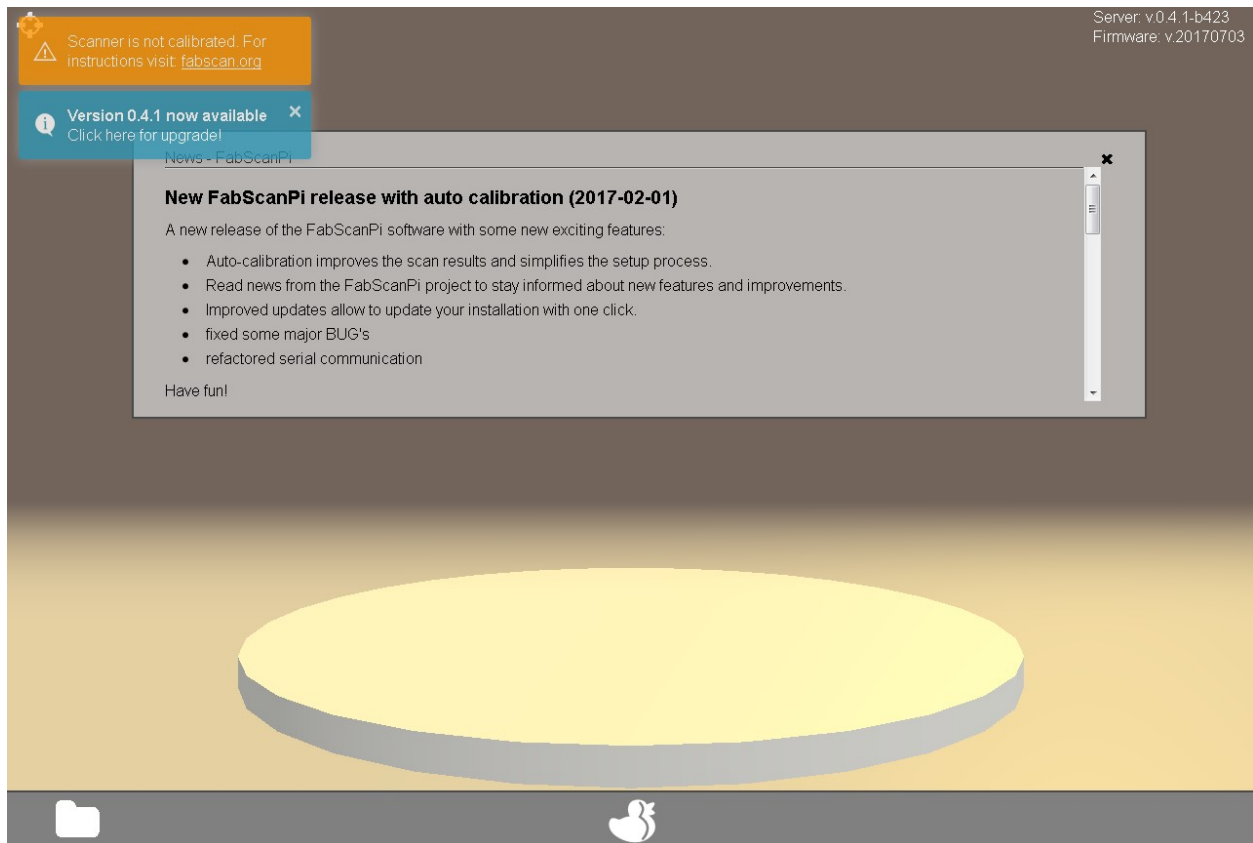 Server: v.0.4.1-b423
Firmware: v.20170703
Scanner is not calibrated. For
instructions visit: fabscan.org
Version 0.4.1 now available
Click here for upgrade!
News - FabScanPi
New FabScanPi release with auto calibration (2017-02-01)
A new release of the FabScanPi software with some new exciting features:
Auto-calibration improves the scan results and simplifies the setup process.
Read news from the FabScanPi project to stay informed about new features and improvements.
Improved updates allow to update your installation with one click.
fixed some major BUG's
refactored serial communication
Have fun!